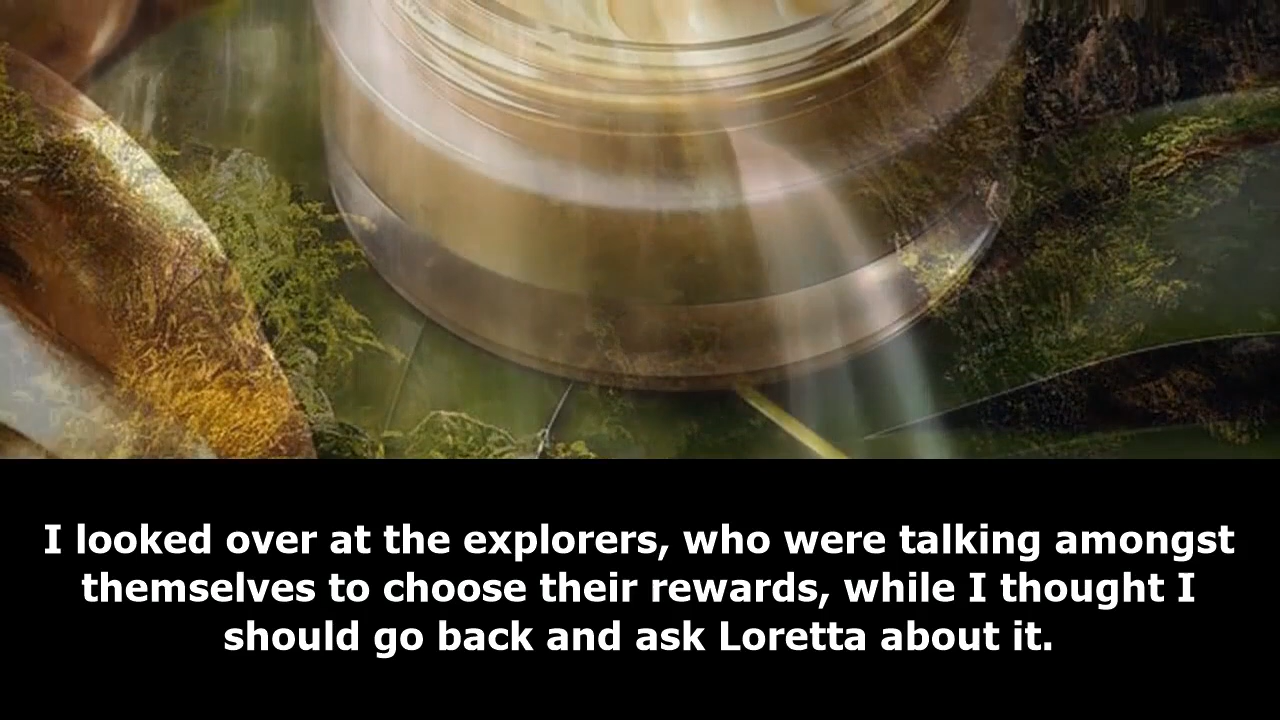 I looked over at the explorers, who were talking amongst
themselves to choose their rewards, while I thought I
should go back and ask Loretta about it.